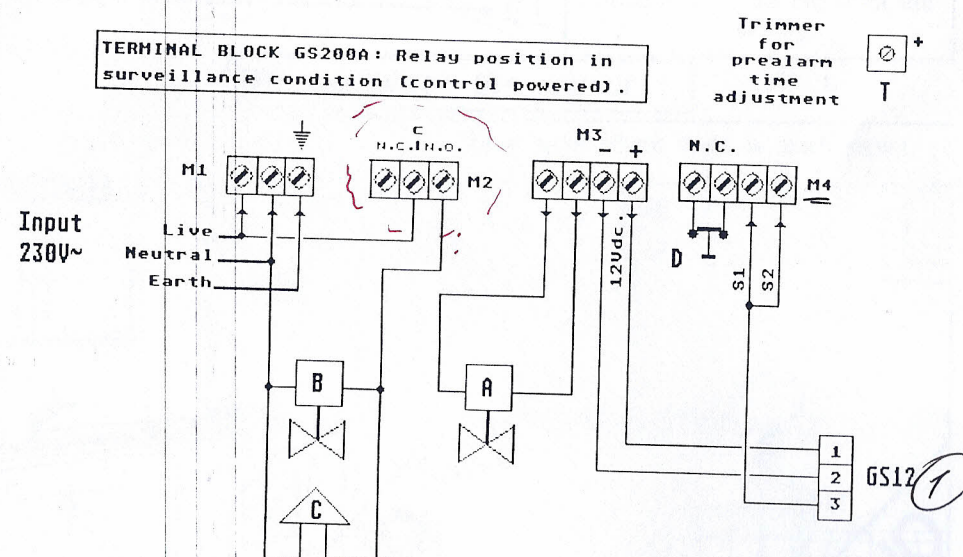 TERMINAL BLOCK GS200A: Relay position in
surveillance condition (control powered).
Trimmer
for
prealarm
time
adjustment
+
T
C
N.C. N.O.
M1
M2
M3
- +
N.C.
M4
Input
230V~
Live
Neutral
Earth
12Vdc.
D
S1
S2
B
A
C
1
2
3
GS12
1